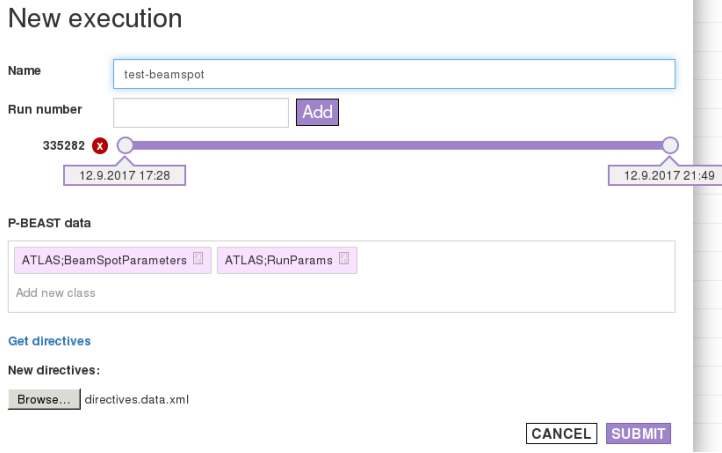 New execution
Name test-beamspot
Run number Add
335282 x
12.9.2017 17:28 12.9.2017 21:49
P-BEAST data
ATLAS;BeamSpotParameters ATLAS;RunParams
Add new class
Get directives
New directives:
Browse... directives.data.xml
CANCEL SUBMIT